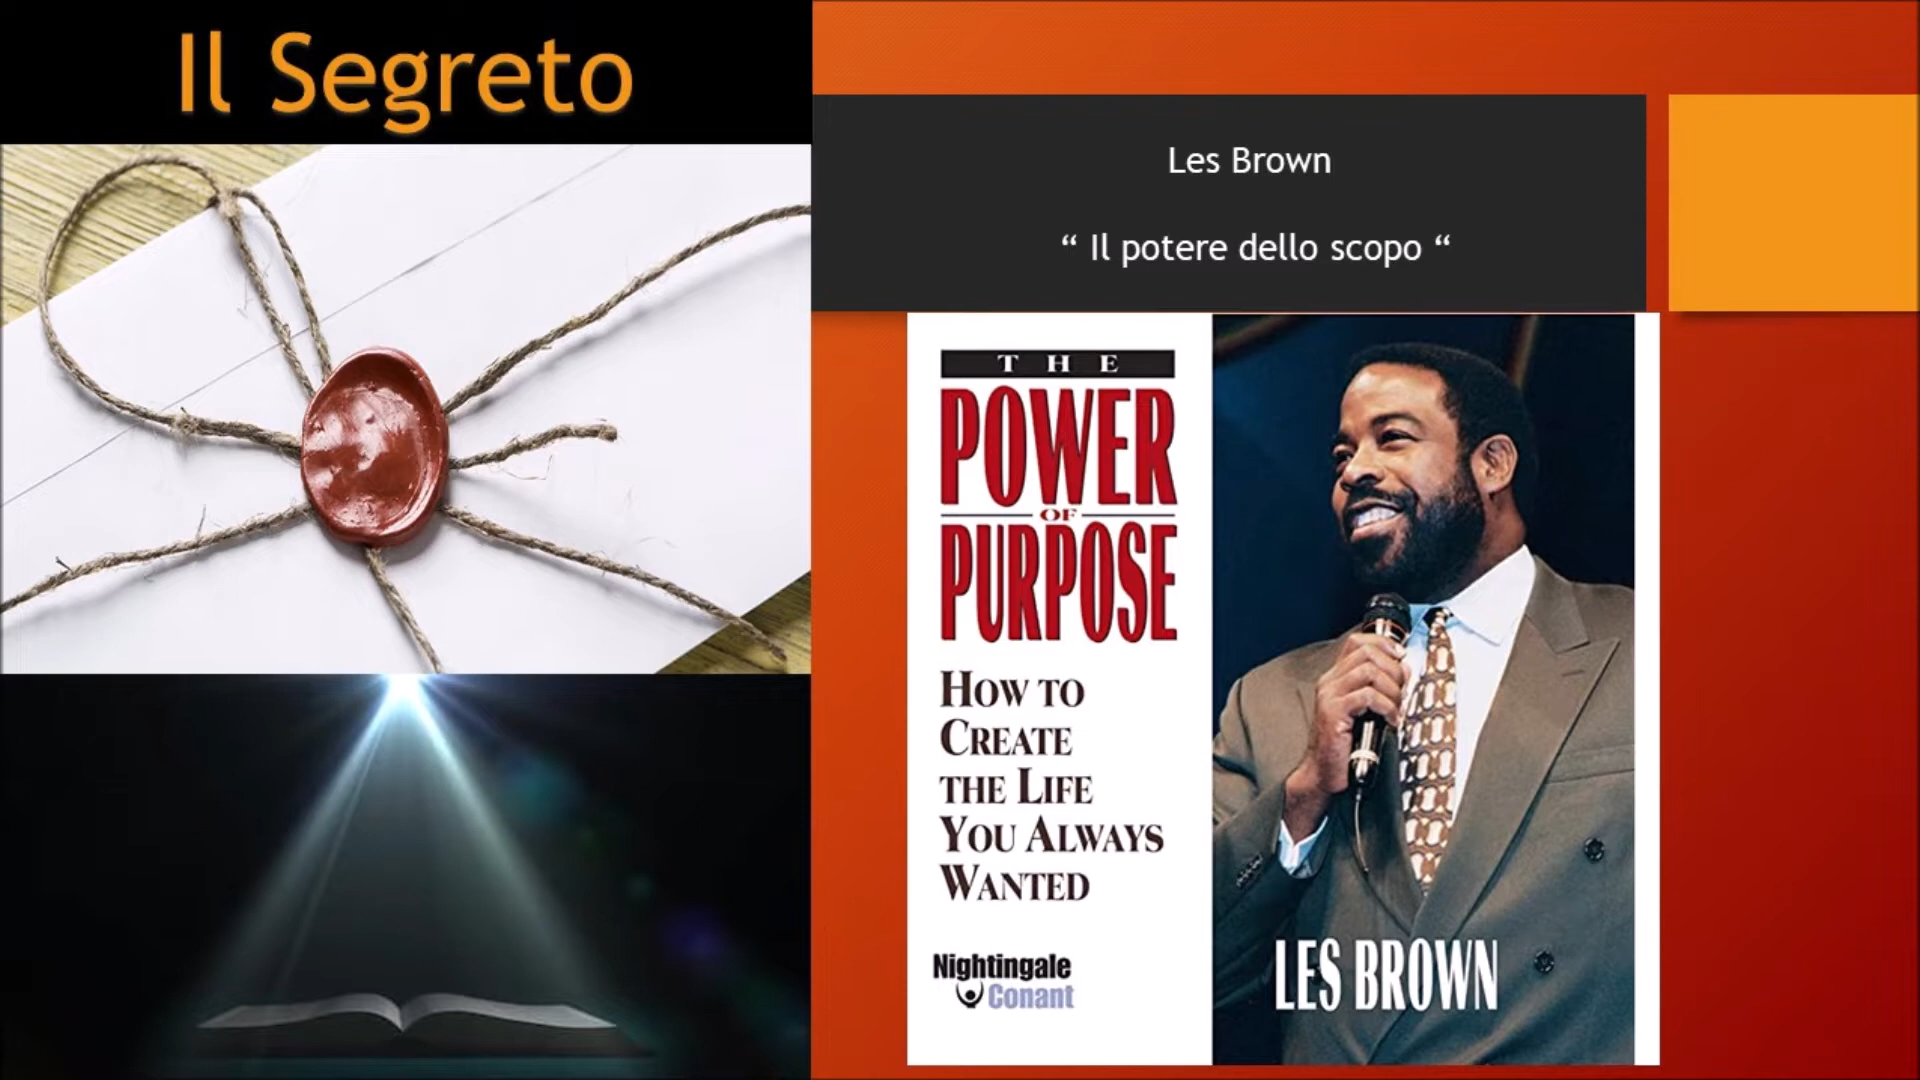 Il Segreto
Les Brown
“ Il potere dello scopo “
THE
POWER
OF
PURPOSE
HOW TO
CREATE
THE LIFE
YOU ALWAYS
WANTED
Nightingale
Conant
LES BROWN